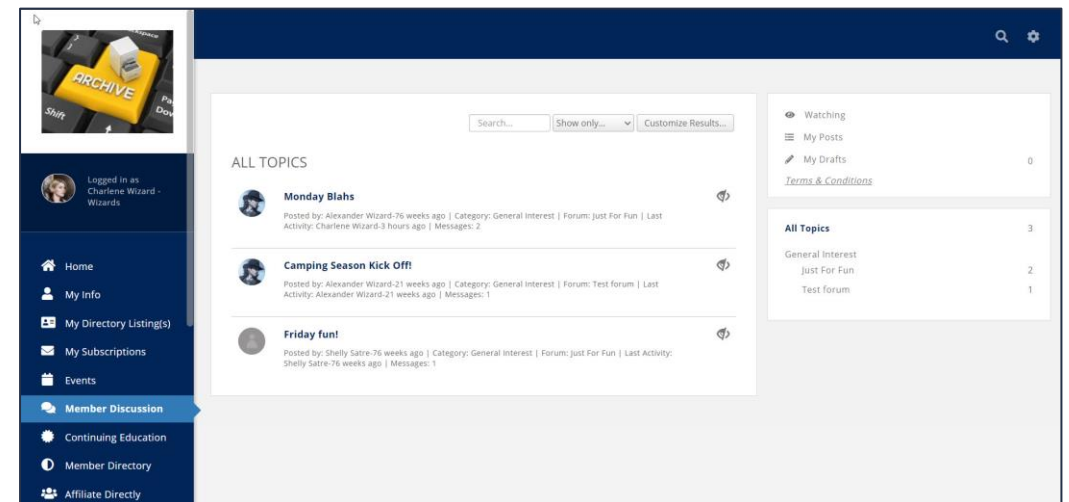 kspace
ARCHIVE
Shift
Pa
Dov
Logged in as
Charlene Wizard -
Wizards
Home
My Info
My Directory Listing(s)
My Subscriptions
Events
Member Discussion
Continuing Education
Member Directory
Affiliate Directly
Search...
Show only...
Customize Results...
ALL TOPICS
Monday Blahs
Posted by: Alexander Wizard-76 weeks ago | Category: General Interest | Forum: Just For Fun | Last
Activity: Charlene Wizard-3 hours ago | Messages: 2
Camping Season Kick Off!
Posted by: Alexander Wizard-21 weeks ago | Category: General Interest | Forum: Test forum | Last
Activity: Alexander Wizard-21 weeks ago | Messages: 1
Friday fun!
Posted by: Shelly Satre-76 weeks ago | Category: General Interest | Forum: Just For Fun | Last Activity:
Shelly Satre-76 weeks ago | Messages: 1
Watching
My Posts
My Drafts 0
Terms & Conditions
All Topics 3
General Interest
Just For Fun 2
Test forum 1